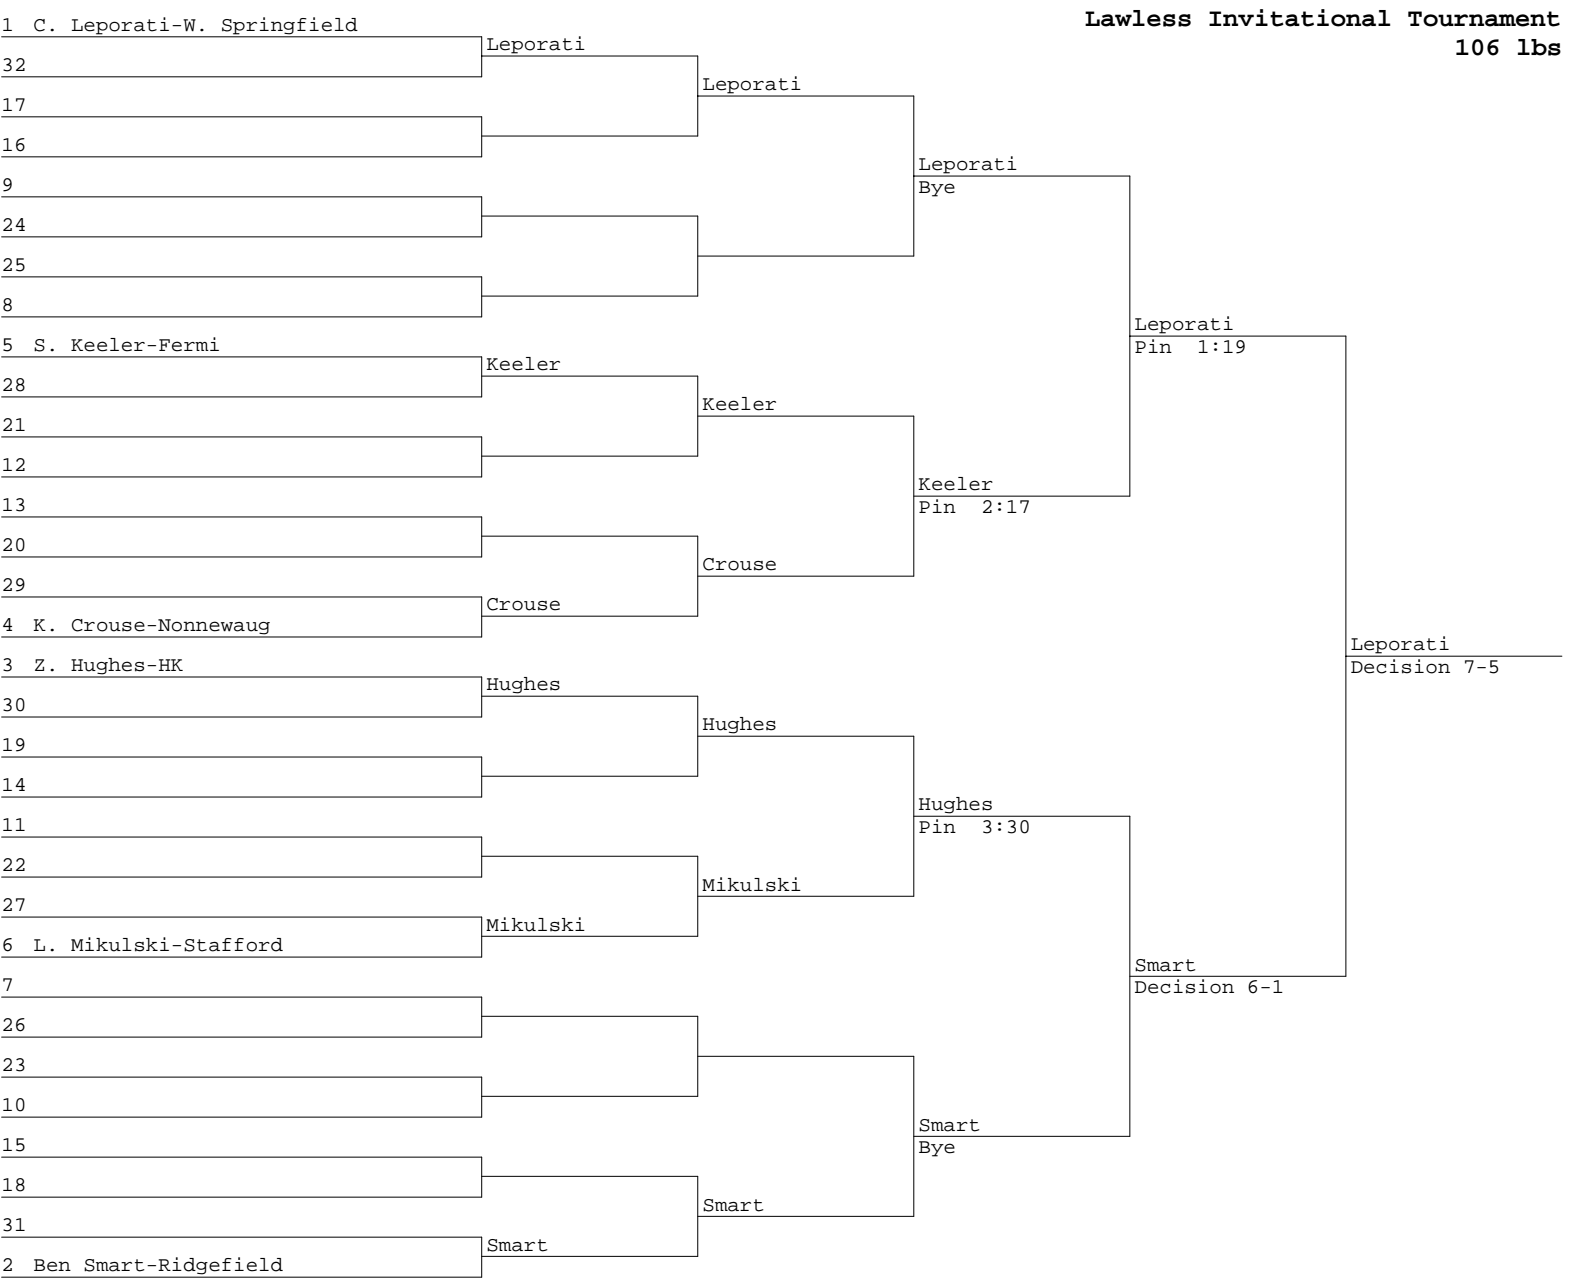 Lawless Invitational Tournament
106 lbs
1 C. Leporati-W. Springfield
Leporati
32
Leporati
17
16
Leporati
9
Bye
24
25
8
Leporati
5 S. Keeler-Fermi
Pin 1:19
Keeler
28
Keeler
21
12
Keeler
13
Pin 2:17
20
Crouse
29
Crouse
4 K. Crouse-Nonnewaug
Leporati
3 Z. Hughes-HK
Decision 7-5
Hughes
30
Hughes
19
14
Hughes
11
Pin 3:30
22
Mikulski
27
Mikulski
6 L. Mikulski-Stafford
Smart
7
Decision 6-1
26
23
10
Smart
15
Bye
18
Smart
31
Smart
2 Ben Smart-Ridgefield